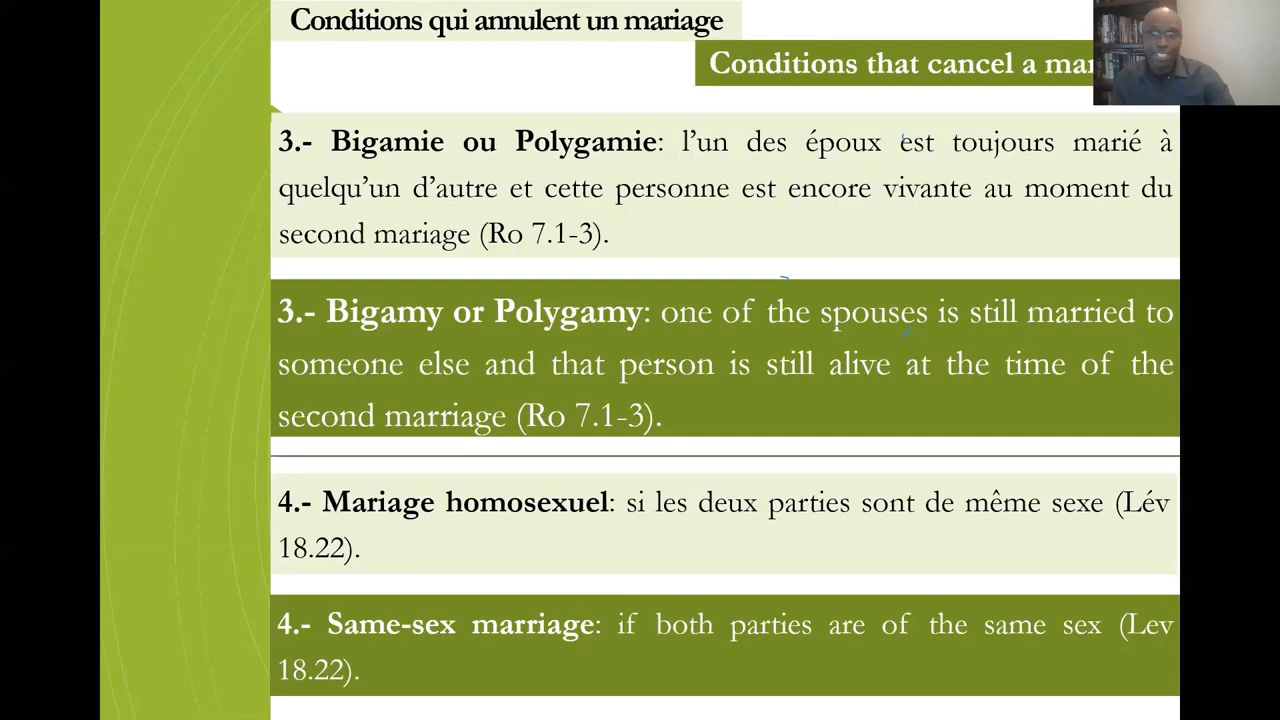 Conditions qui annulent un mariage
Conditions that cancel a
3.- Bigamie ou Polygamie: l’un des époux est toujours marié à
quelqu’un d’autre et cette personne est encore vivante au moment du
second mariage (Ro 7.1-3).
3.- Bigamy or Polygamy: one of the spouses is still married to
someone else and that person is still alive at the time of the
second marriage (Ro 7.1-3).
4.- Mariage homosexuel: si les deux parties sont de même sexe (Lév
18.22).
4.- Same-sex marriage: if both parties are of the same sex (Lev
18.22).